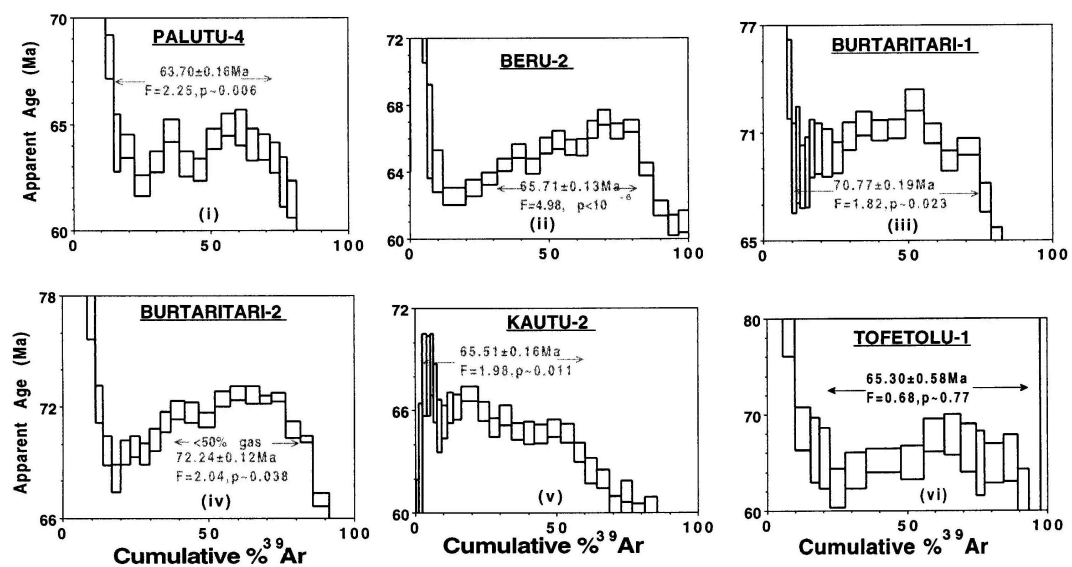 PALUTU-4
63.70±0.16Ma
F=2.25,p~0.006
(i)
70
65
60
0
50
100
Apparent Age (Ma)
BERU-2
65.71±0.13Ma
F=4.98, p<10⁻⁶
(ii)
72
68
64
60
0
50
100
BURTARITARI-1
70.77±0.19Ma
F=1.82,p~0.023
(iii)
77
71
65
0
50
100
BURTARITARI-2
<50% gas
72.24±0.12Ma
F=2.04,p~0.038
(iv)
78
72
66
0
50
100
Apparent Age (Ma)
Cumulative %³⁹Ar
KAUTU-2
65.51±0.16Ma
F=1.98,p~0.011
(v)
72
66
60
0
50
100
Cumulative %³⁹Ar
TOFETOLU-1
65.30±0.58Ma
F=0.68,p~0.77
(vi)
80
70
60
0
50
100
Cumulative %³⁹Ar